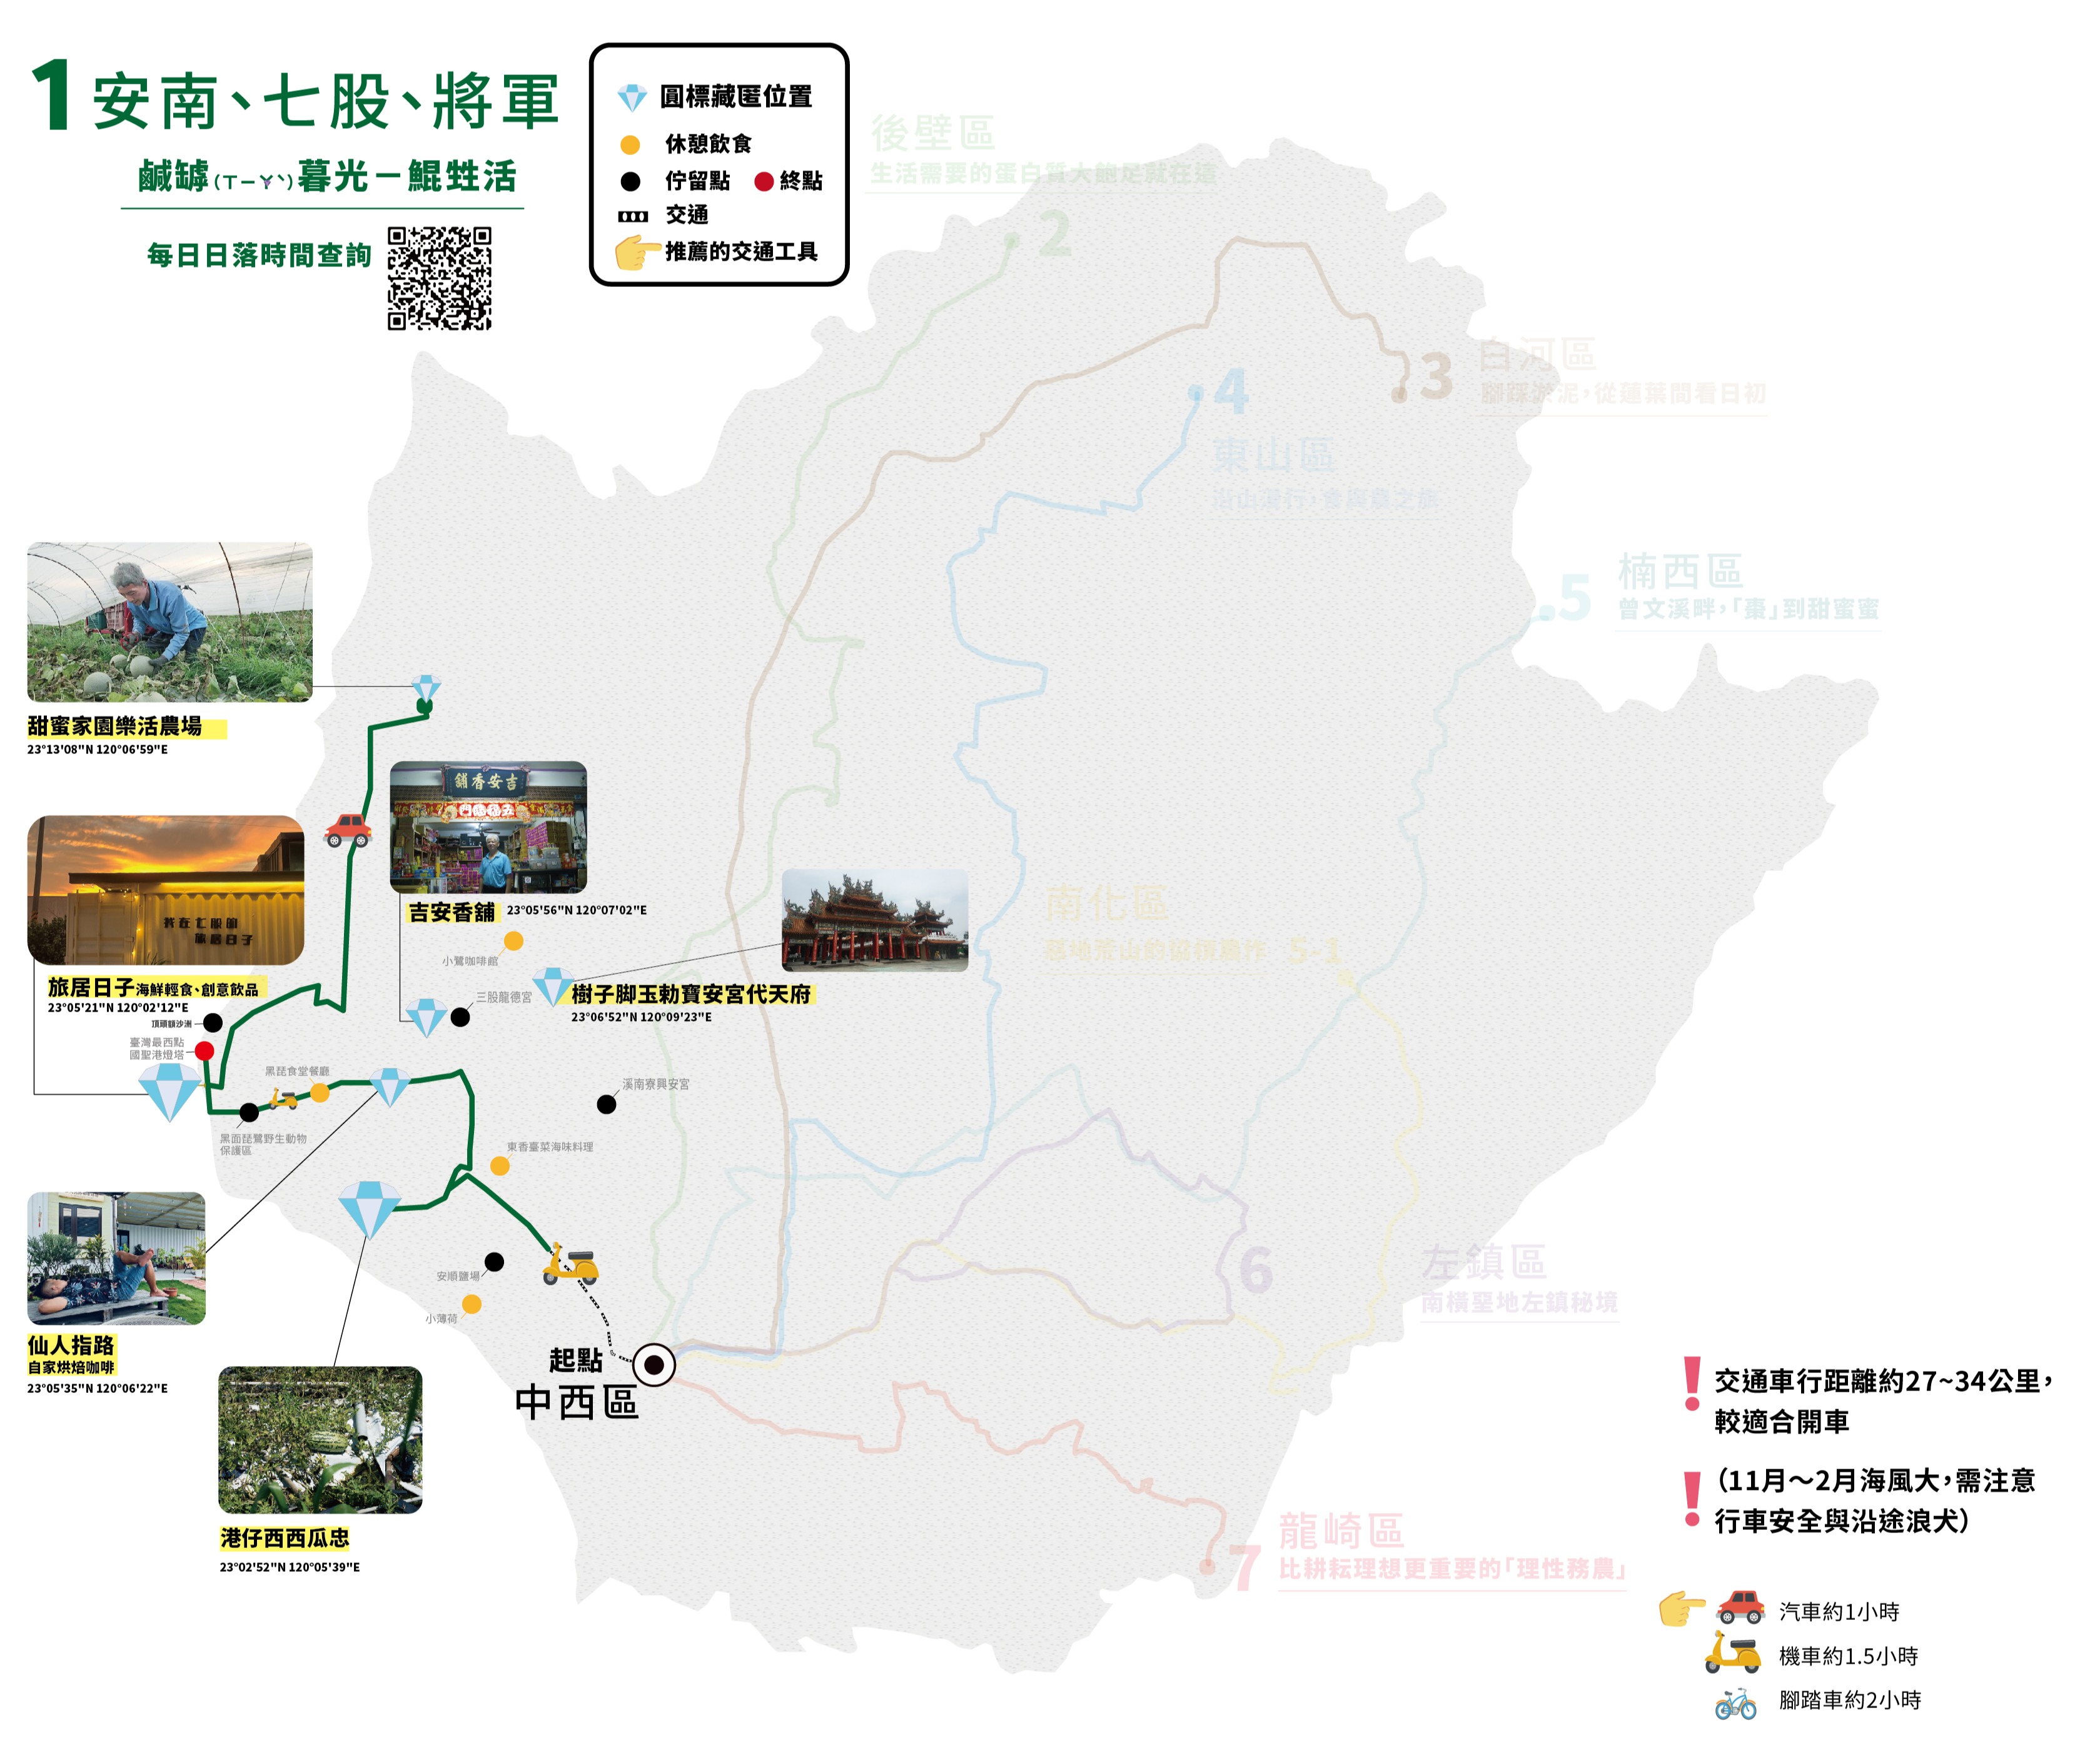 1 安南、七股、將軍
鹹罅(ㄒㄧㄚˋ)暮光－鯤甡活
每日日落時間查詢
圓標藏匿位置
休憩飲食
佇留點 終點
交通
推薦的交通工具
後壁區
生活需要的蛋白質大飽足就在這
2
白河區
3
腳踩淤泥,從蓮葉間看日初
4
東山區
楠西區
5
曾文溪畔,「棗」到甜蜜蜜
甜蜜家園樂活農場
23°13'08"N 120°06'59"E
吉安香舖
吉安香舖 23°05'56"N 120°07'02"E
小鷺咖啡館
我在七股的
旅居日子
旅居日子海鮮輕食、創意飲品
23°05'21"N 120°02'12"E
頂頭額沙洲
臺灣最西點
國聖港燈塔
三股龍德宮
樹子脚玉勅寶安宮代天府
23°06'52"N 120°09'23"E
南化區
5-1
黑琵食堂餐廳
黑面琵鷺野生動物
保護區
溪南寮興安宮
東香臺菜海味料理
安順鹽場
小薄荷
仙人指路
自家烘焙咖啡
23°05'35"N 120°06'22"E
起點
中西區
港仔西西瓜忠
23°02'52"N 120°05'39"E
6
左鎮區
南橫堊地左鎮秘境
龍崎區
7
比耕耘理想更重要的「理性務農」
交通車行距離約27~34公里,
較適合開車
(11月～2月海風大,需注意
行車安全與沿途浪犬)
汽車約1小時
機車約1.5小時
腳踏車約2小時